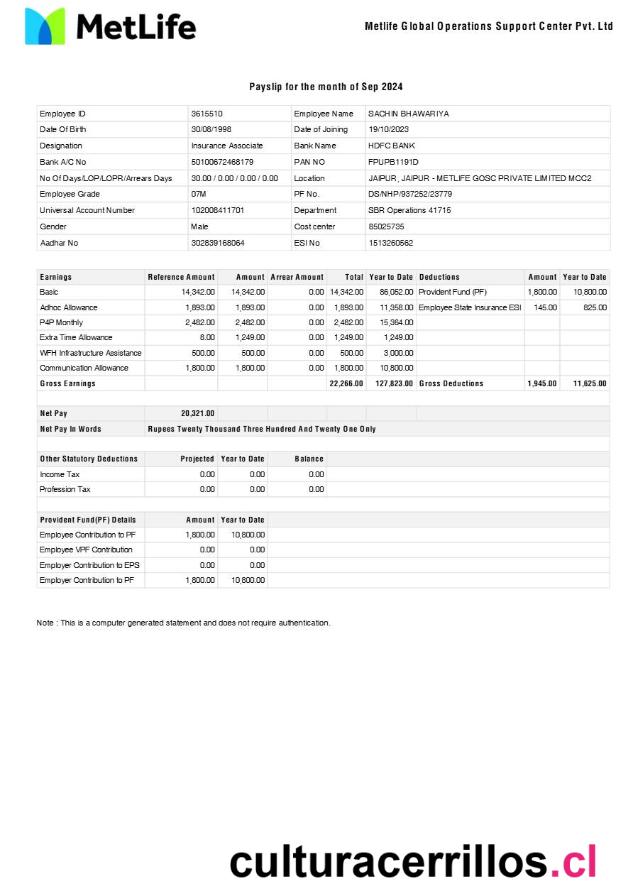 MetLife
Metlife Global Operations Support Center Pvt. Ltd
Payslip for the month of Sep 2024
Employee ID 3615510 Employee Name SACHIN BHAWARIYA
Date Of Birth 30/08/1998 Date of Joining 19/10/2023
Designation Insurance Associate Bank Name HDFC BANK
Bank A/C No 50100672468179 PAN NO FPUPB1191D
No Of Days/LOP/LOPR/Arrears Days 30.00 / 0.00 / 0.00 / 0.00 Location JAIPUR, JAIPUR - METLIFE GOSC PRIVATE LIMITED MCC2
Employee Grade 07M PF No. DS/NHP/937252/23779
Universal Account Number 102008411701 Department SBR Operations 41715
Gender Male Cost center 85025735
Aadhar No 302839168064 ESI No 1513260562
Earnings Reference Amount Amount Arrear Amount Total Year to Date Deductions Amount Year to Date
Basic 14,342.00 14,342.00 0.00 14,342.00 86,052.00 Provident Fund (PF) 1,800.00 10,800.00
Adhoc Allowance 1,893.00 1,893.00 0.00 1,893.00 11,358.00 Employee State Insurance ESI 145.00 825.00
P4P Monthly 2,482.00 2,482.00 0.00 2,482.00 15,364.00
Extra Time Allowance 8.00 1,249.00 0.00 1,249.00 1,249.00
WFH Infrastructure Assistance 500.00 500.00 0.00 500.00 3,000.00
Communication Allowance 1,800.00 1,800.00 0.00 1,800.00 10,800.00
Gross Earnings 22,266.00 127,823.00 Gross Deductions 1,945.00 11,625.00
Net Pay 20,321.00
Net Pay In Words Rupees Twenty Thousand Three Hundred And Twenty One Only
Other Statutory Deductions Projected Year to Date Balance
Income Tax 0.00 0.00 0.00
Profession Tax 0.00 0.00 0.00
Provident Fund(PF) Details Amount Year to Date
Employee Contribution to PF 1,800.00 10,800.00
Employee VPF Contribution 0.00 0.00
Employer Contribution to EPS 0.00 0.00
Employer Contribution to PF 1,800.00 10,800.00
Note : This is a computer generated statement and does not require authentication.
culturacerrillos.cl